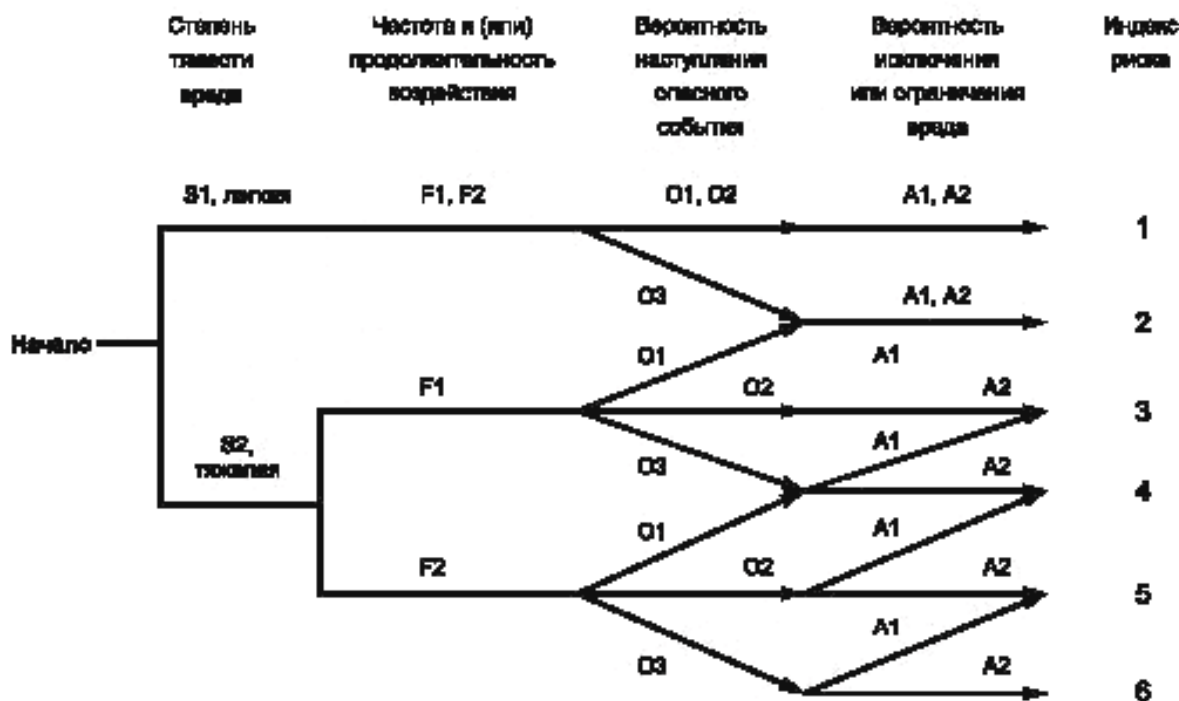 Степень
тяжести
вреда
Частота и (или)
продолжительность
воздействия
Вероятность
наступления
опасного
события
Вероятность
исключения
или ограничения
вреда
Индекс
риска
S1, легкая
F1, F2
O1, O2
A1, A2
1
O3
A1, A2
2
Начало
O1
A1
F1
O2
A2
3
S2,
тяжелая
O3
A1
A2
4
O1
A1
F2
O2
A2
5
O3
A1
A2
6